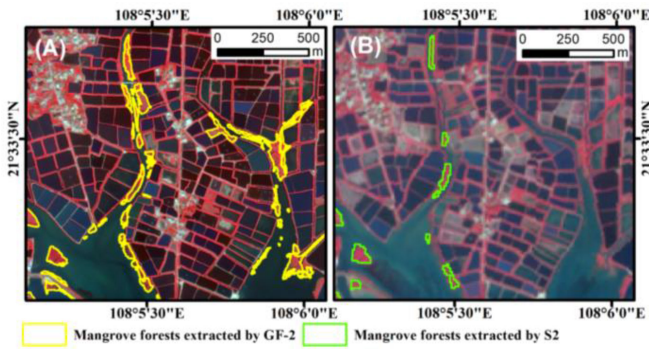 108°5'30"E 108°6'0"E 108°5'30"E 108°6'0"E
(A) 0 250 500 m (B) 0 250 500 m
21°33'30"N 21°33'30"N
108°5'30"E 108°6'0"E 108°5'30"E 108°6'0"E
Mangrove forests extracted by GF-2 Mangrove forests extracted by S2